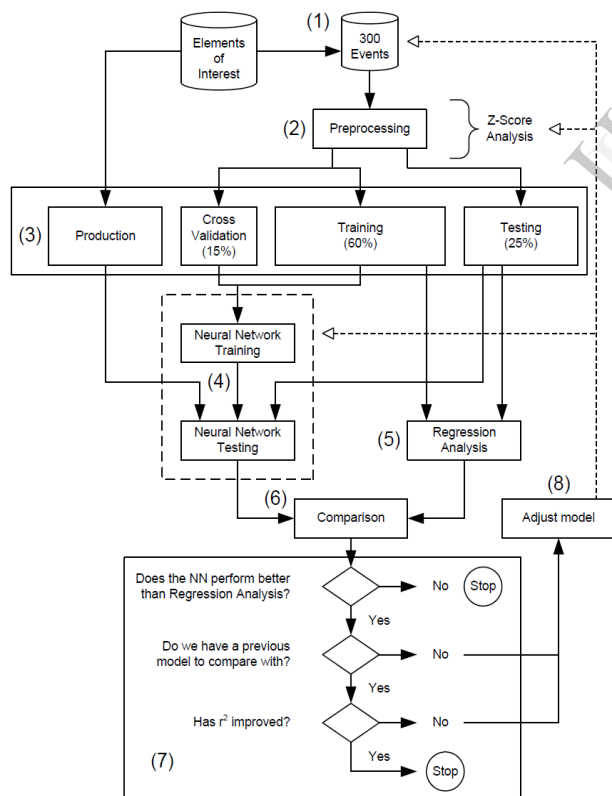 (1)
Elements
of
Interest
300
Events
(2)
Preprocessing
Z-Score
Analysis
(3)
Production
Cross
Validation
(15%)
Training
(60%)
Testing
(25%)
Neural Network
Training
(4)
Neural Network
Testing
(5)
Regression
Analysis
(6)
Comparison
(8)
Adjust model
Does the NN perform better
than Regression Analysis?
No
Stop
Yes
Do we have a previous
model to compare with?
No
Yes
Has r² improved?
No
Yes
Stop
(7)